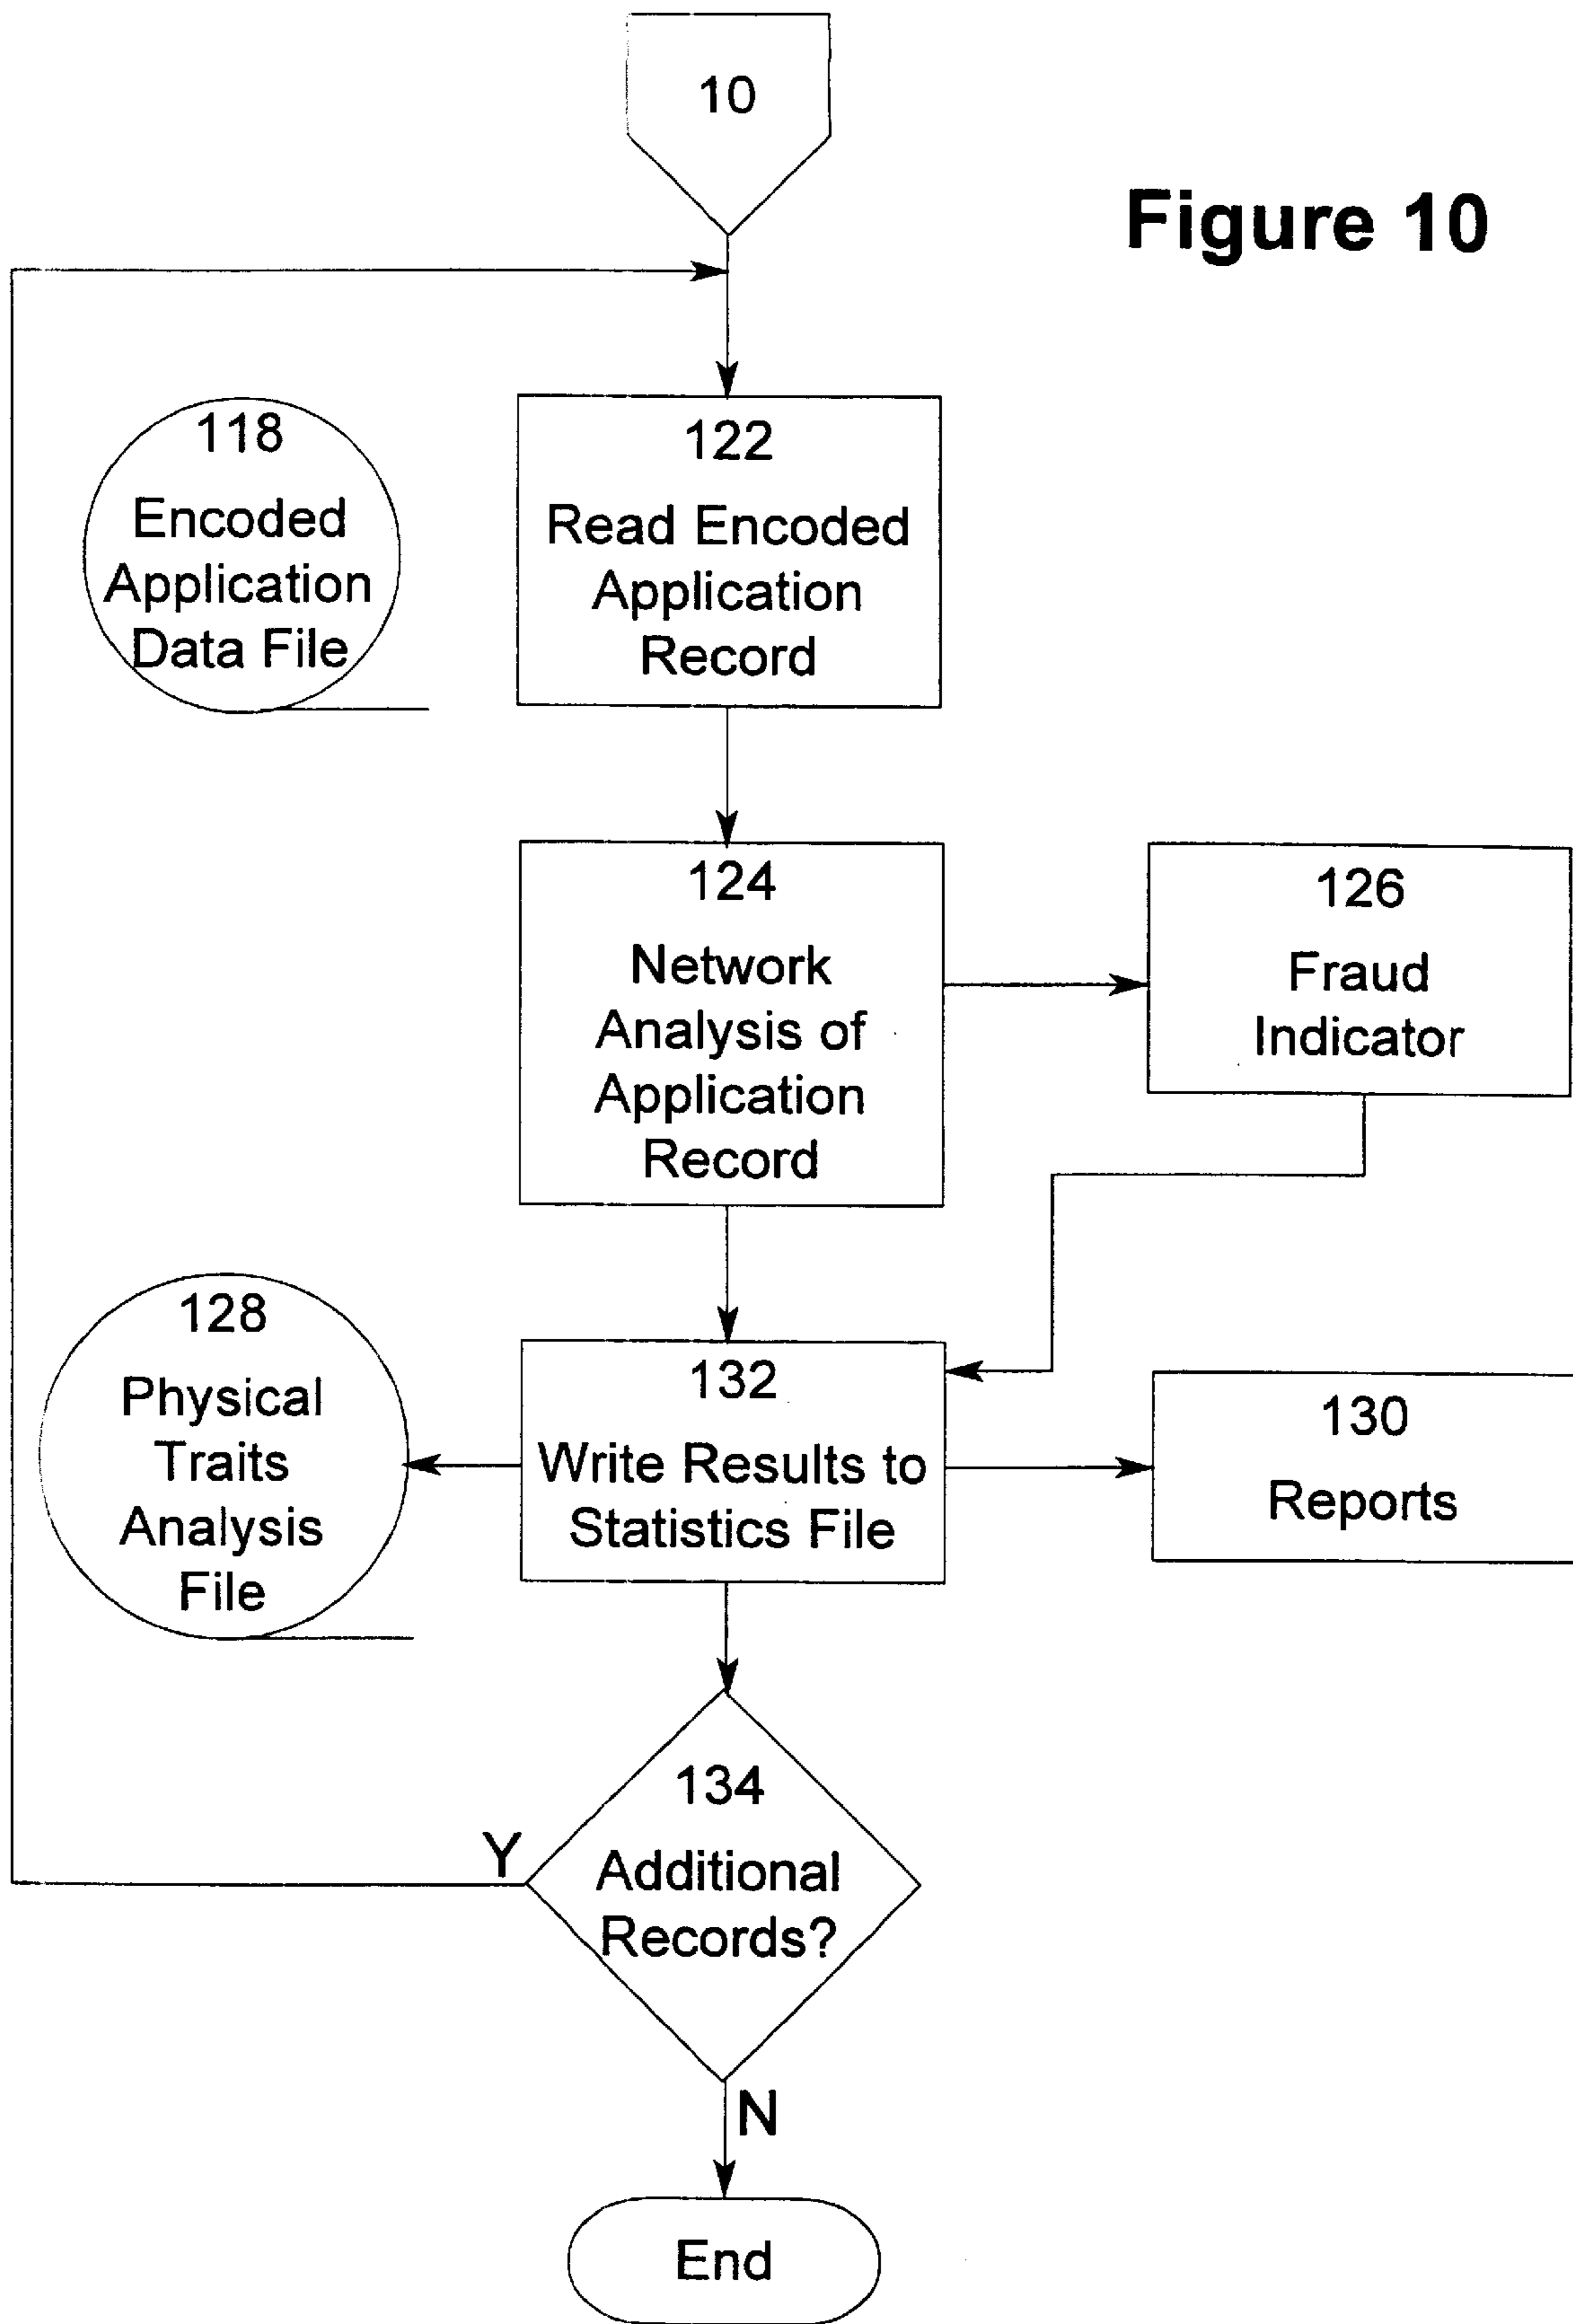 10
Figure 10
118
Encoded
Application
Data File
122
Read Encoded
Application
Record
124
Network
Analysis of
Application
Record
126
Fraud
Indicator
128
Physical
Traits
Analysis
File
132
Write Results to
Statistics File
130
Reports
134
Additional
Records?
Y
N
End